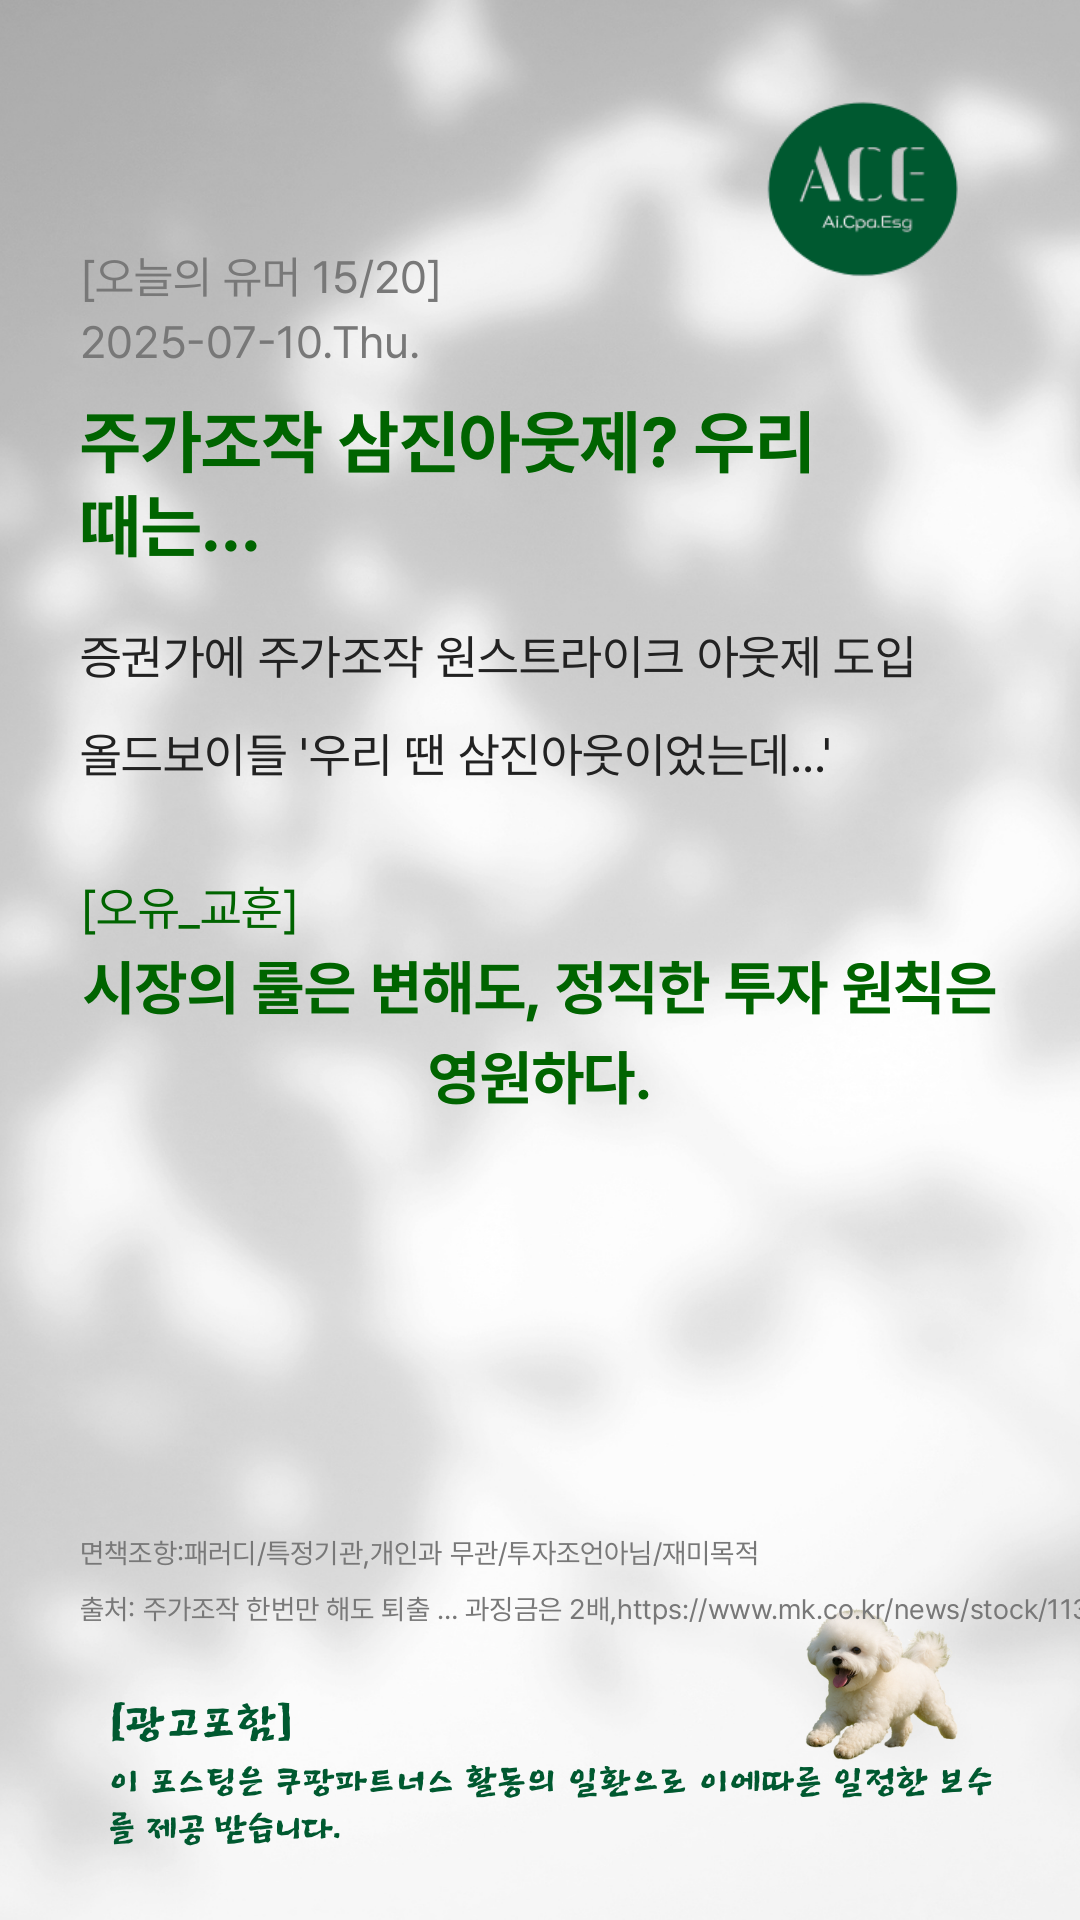 ACE
Ai.Cpa.Esg
[오늘의 유머 15/20]
2025-07-10.Thu.
주가조작 삼진아웃제? 우리
때는...
증권가에 주가조작 원스트라이크 아웃제 도입
올드보이들 '우리 땐 삼진아웃이었는데...'
[오유_교훈]
시장의 룰은 변해도, 정직한 투자 원칙은
영원하다.
면책조항:패러디/특정기관,개인과 무관/투자조언아님/재미목적
출처: 주가조작 한번만 해도 퇴출 ... 과징금은 2배,https://www.mk.co.kr/news/stock/113
[광고포함]
이 포스팅은 쿠팡파트너스 활동의 일환으로 이에따른 일정한 보수
를 제공 받습니다.